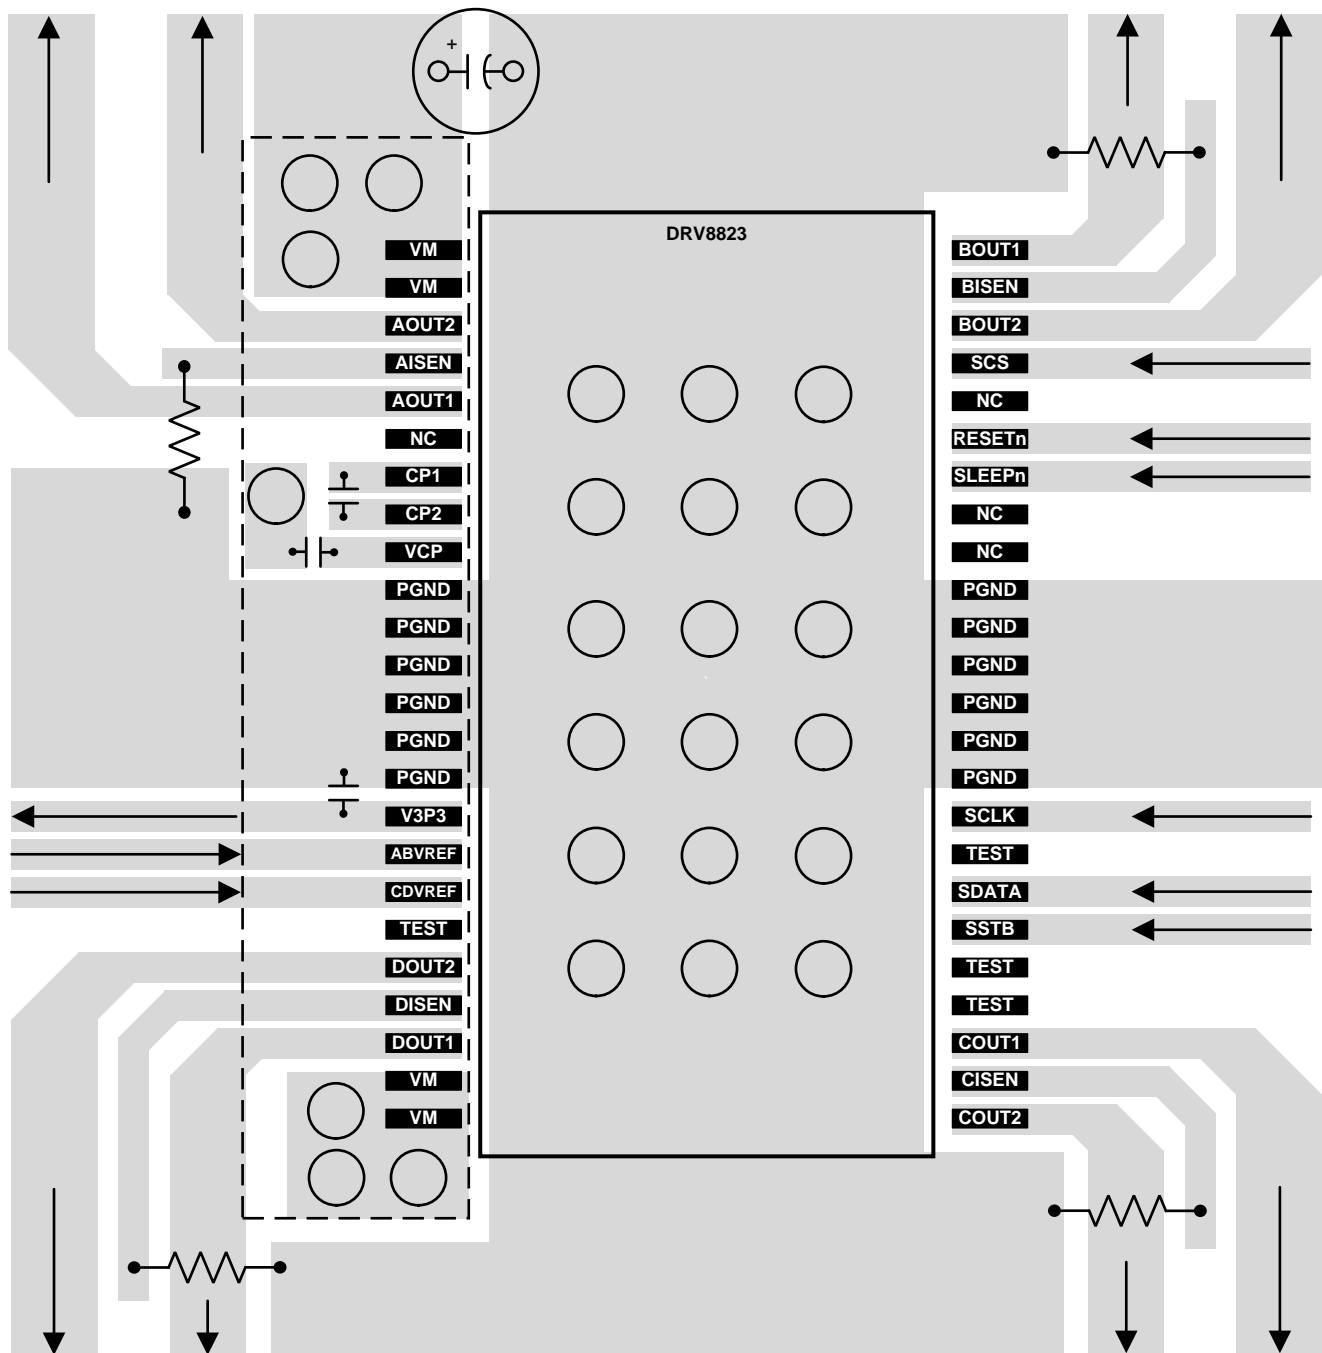 +
DRV8823
VM
VM
AOUT2
AISEN
AOUT1
NC
CP1
CP2
VCP
PGND
PGND
PGND
PGND
PGND
PGND
V3P3
ABVREF
CDVREF
TEST
DOUT2
DISEN
DOUT1
VM
VM
BOUT1
BISEN
BOUT2
SCS
NC
RESETn
SLEEPn
NC
NC
PGND
PGND
PGND
PGND
PGND
PGND
SCLK
TEST
SDATA
SSTB
TEST
TEST
COUT1
CISEN
COUT2